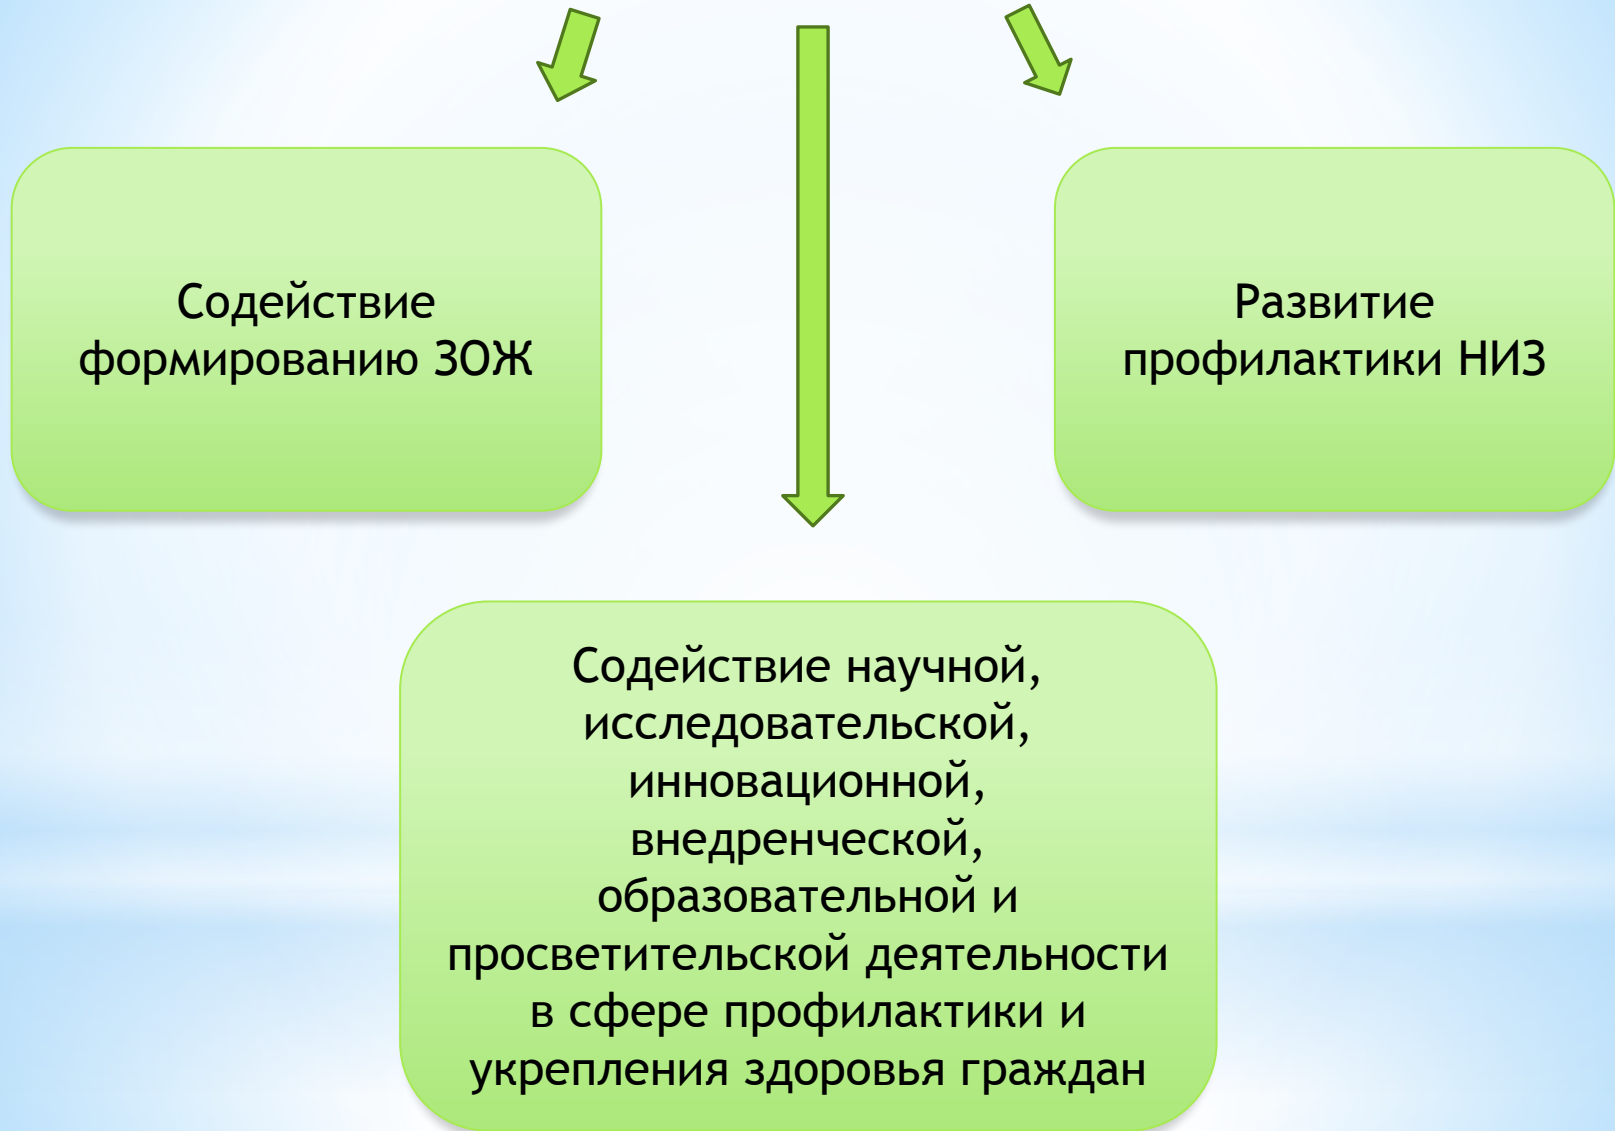 Содействие
формированию ЗОЖ
Развитие
профилактики НИЗ
Содействие научной,
исследовательской,
инновационной,
внедренческой,
образовательной и
просветительской деятельности
в сфере профилактики и
укрепления здоровья граждан